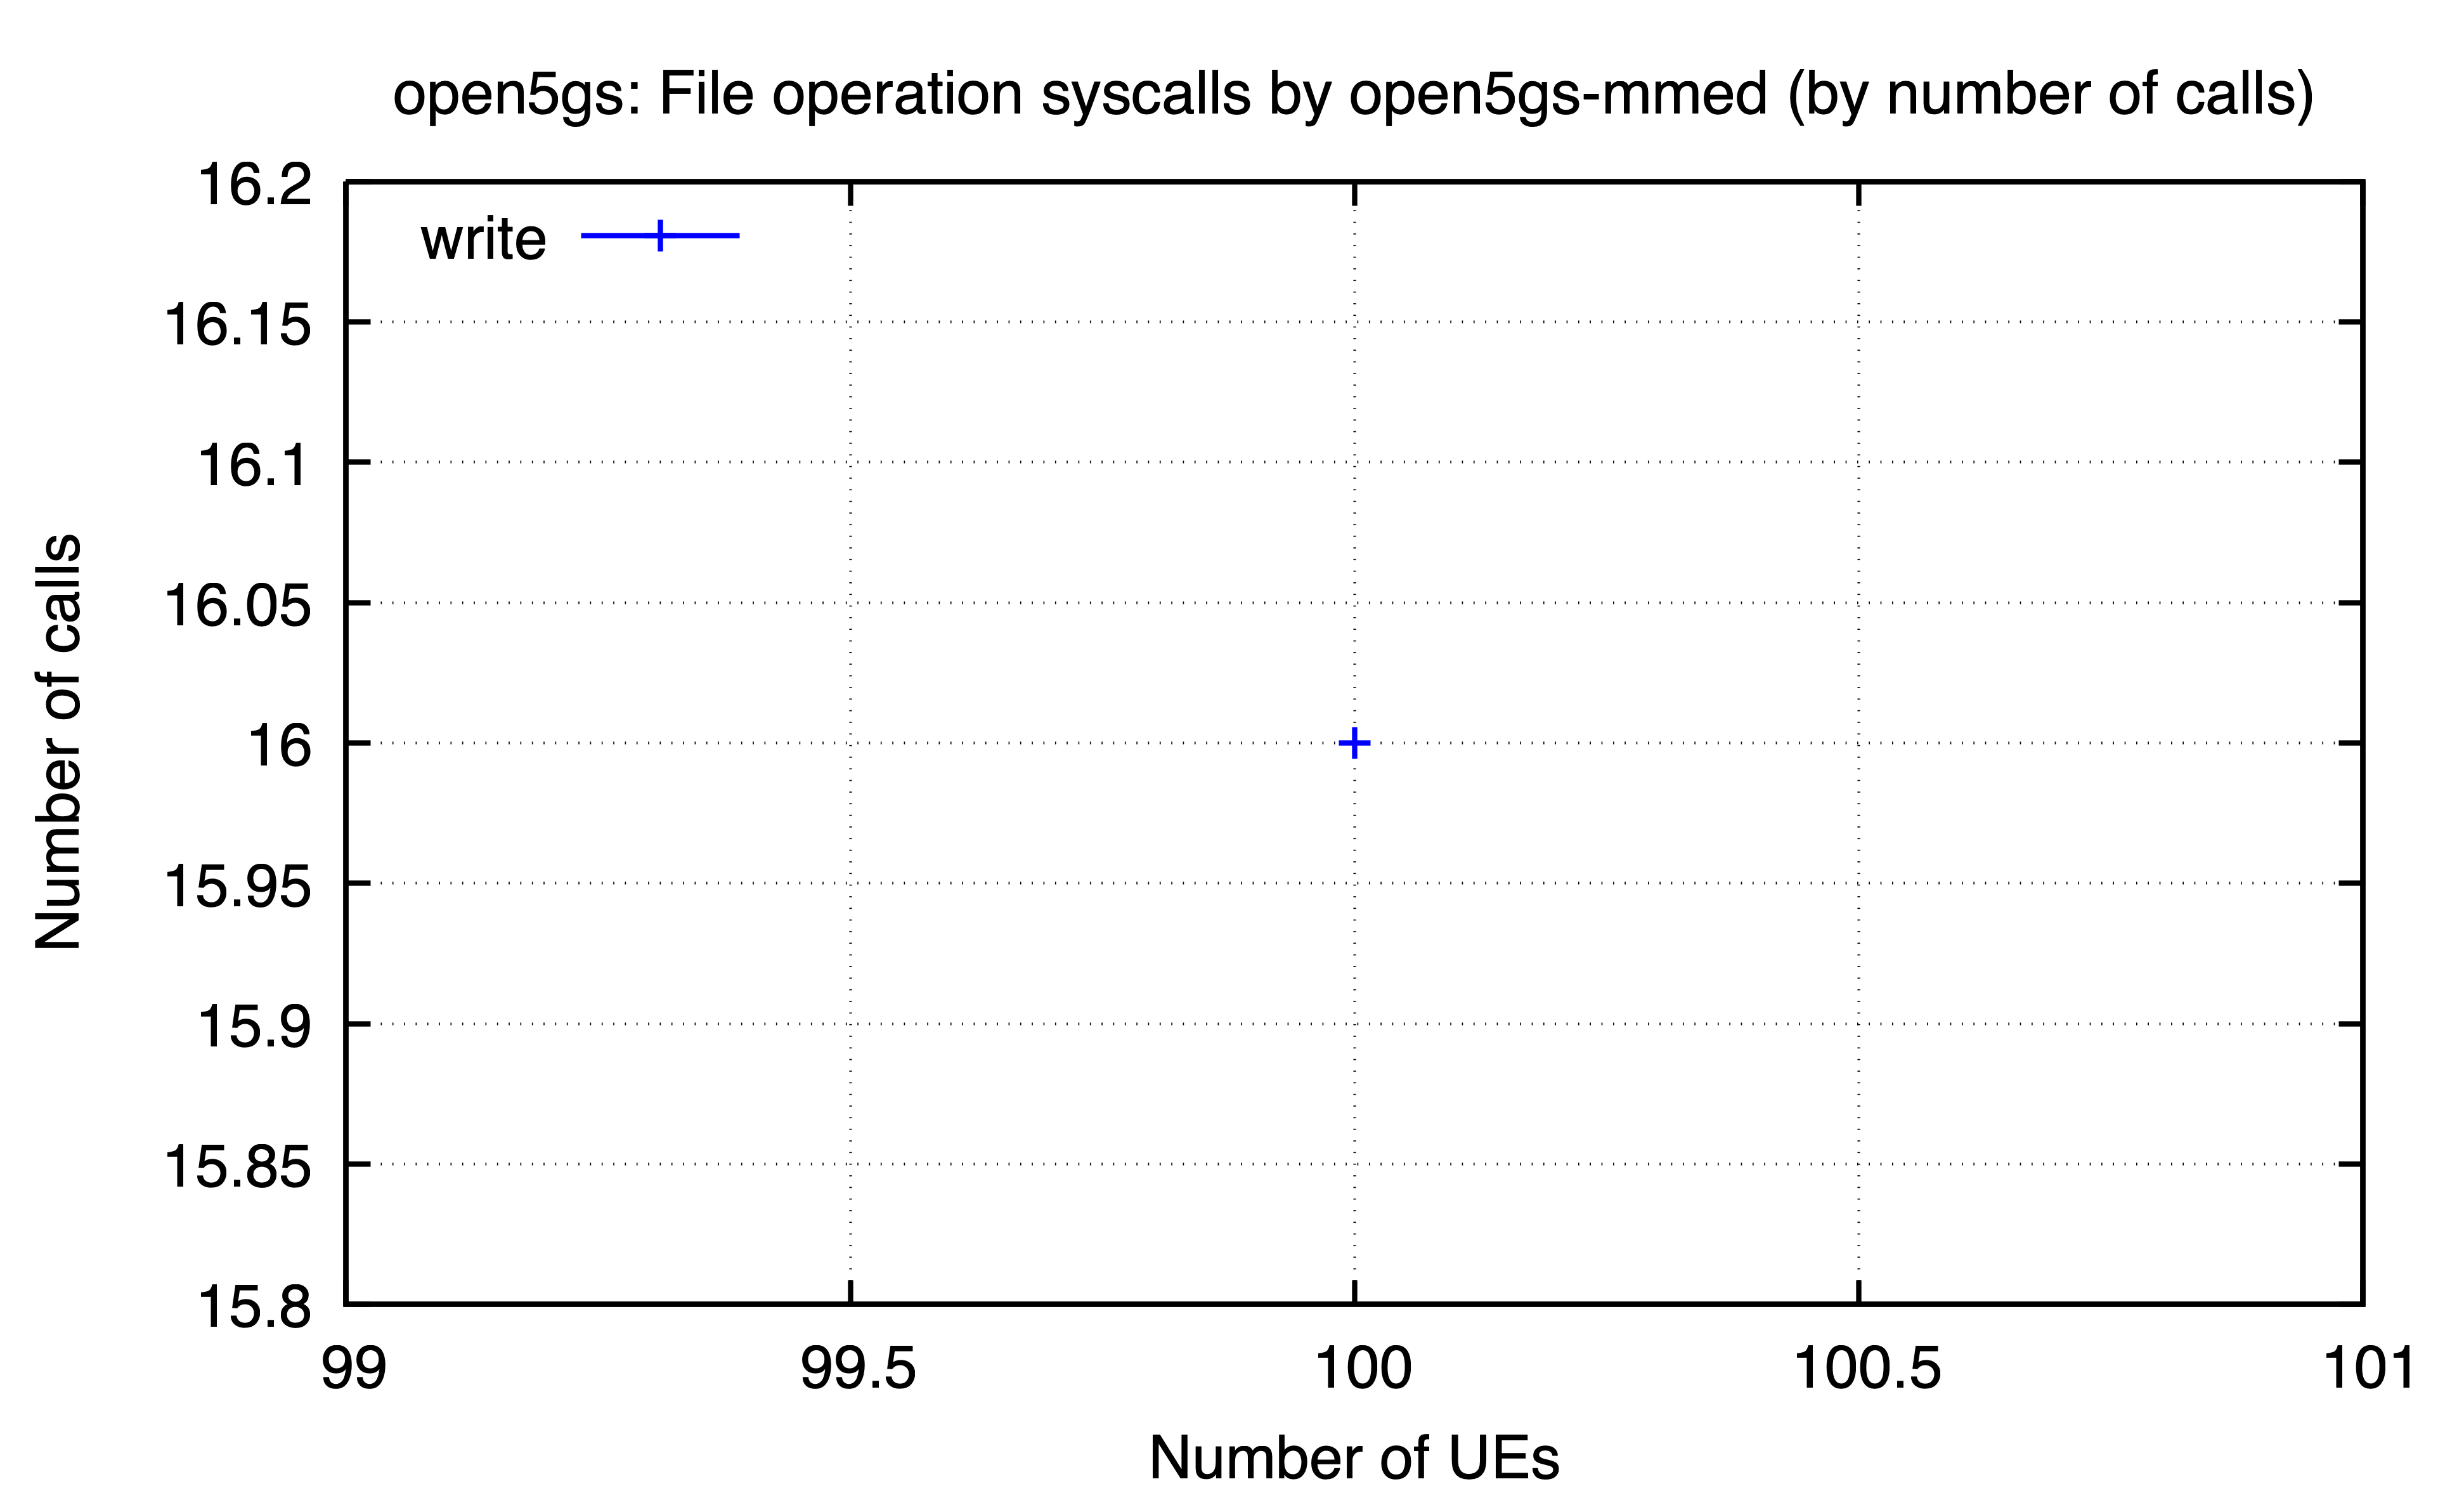 open5gs: File operation syscalls by open5gs-mmed (by number of calls)
16.2
write
16.15
16.1
16.05
16
15.95
15.9
15.85
15.8
Number of calls
99 99.5 100 100.5 101
Number of UEs